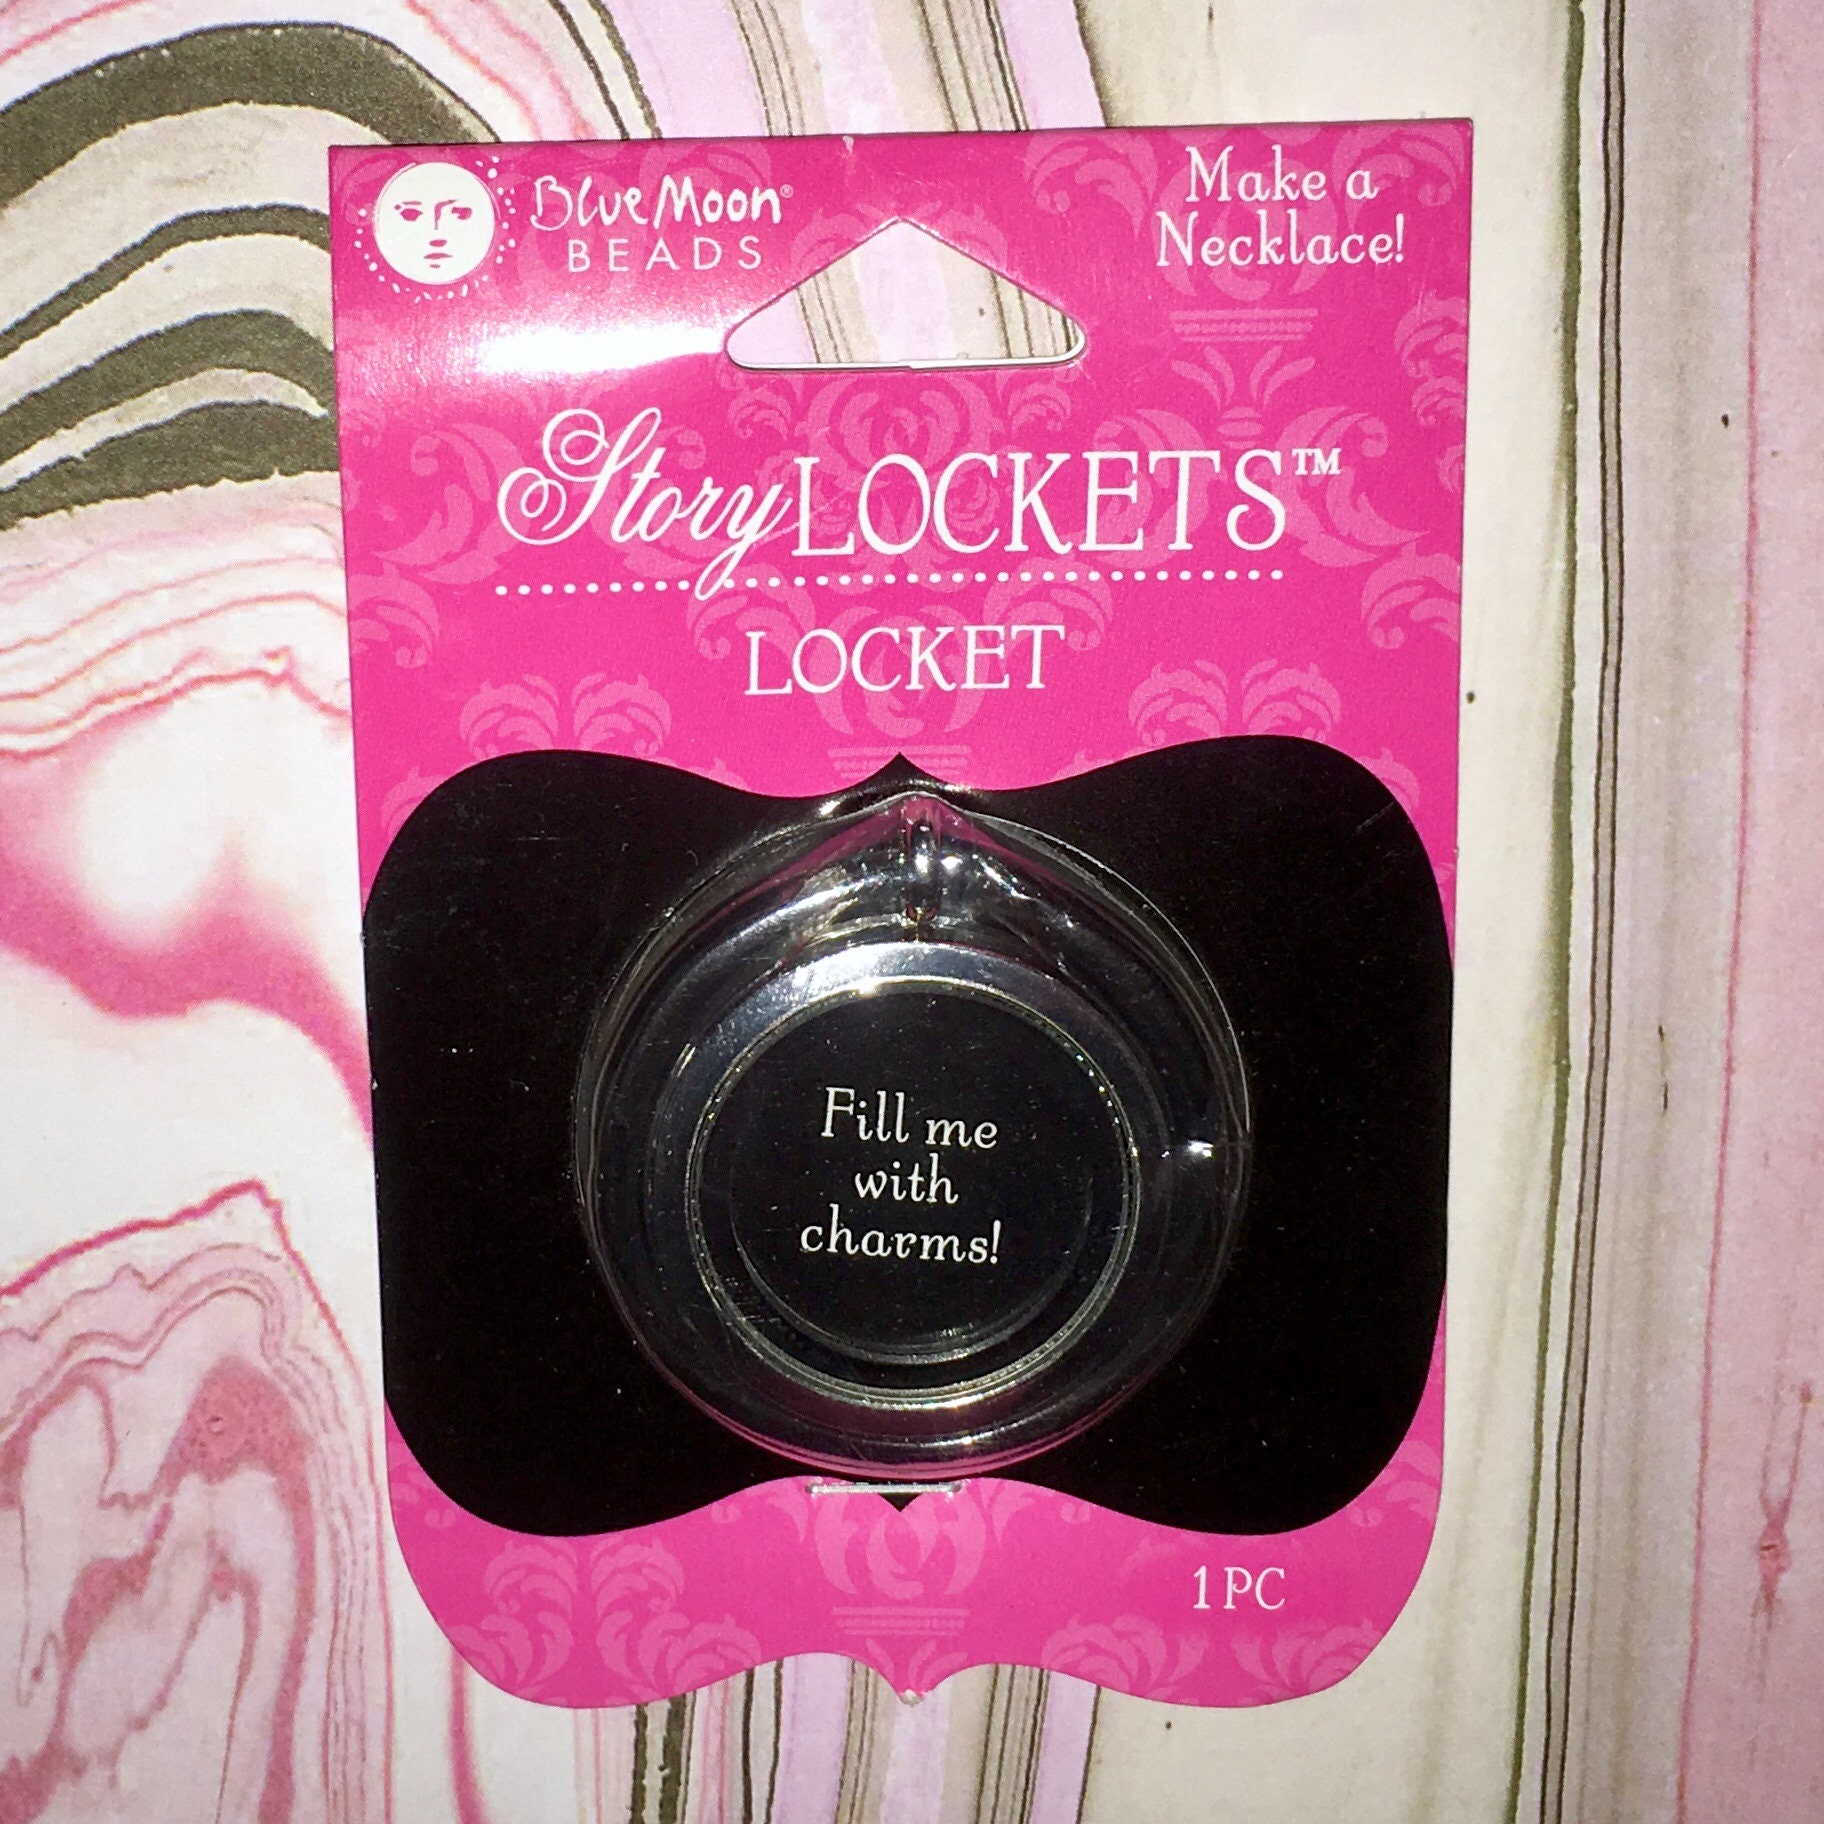 Blue Moon®
BEADS
Make a
Necklace!
Story LOCKETS™
LOCKET
Fill me
with
charms!
1 PC